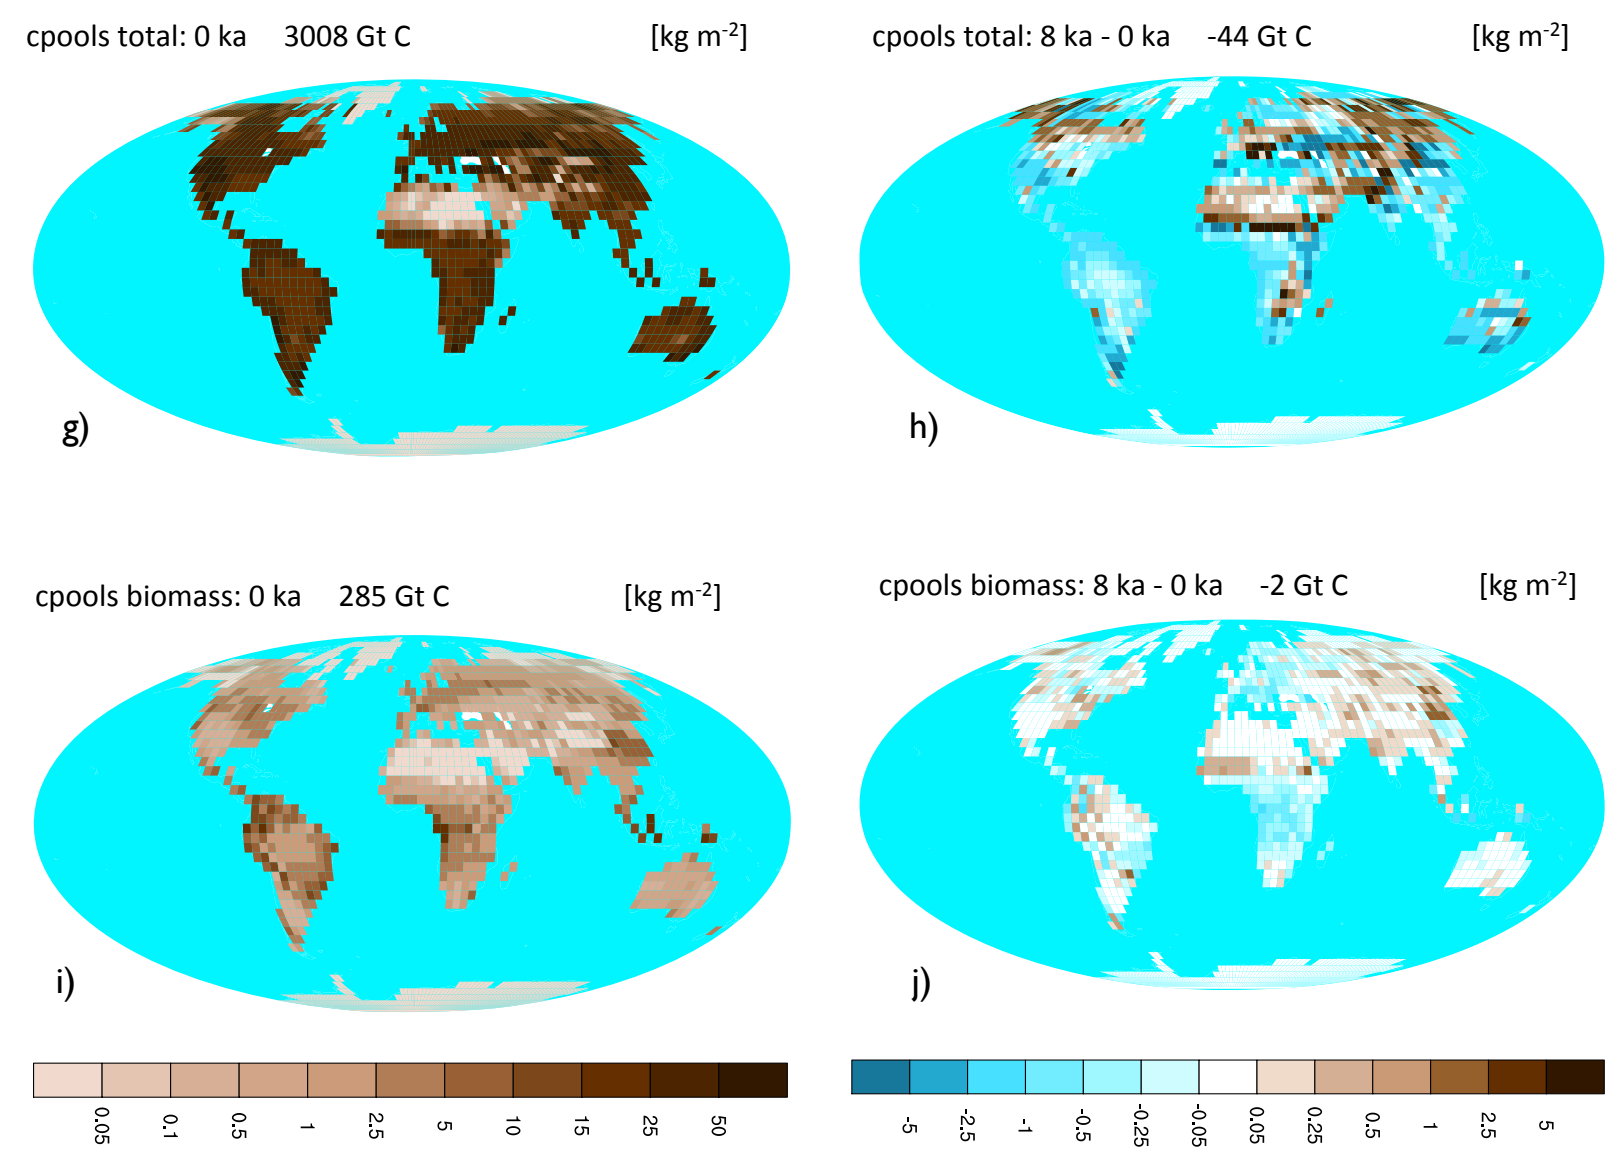 cpools total: 0 ka 3008 Gt C [kg m-2]
cpools total: 8 ka - 0 ka -44 Gt C [kg m-2]
g)
h)
cpools biomass: 0 ka 285 Gt C [kg m-2]
cpools biomass: 8 ka - 0 ka -2 Gt C [kg m-2]
i)
j)
0.05 0.1 0.5 1 2.5 5 10 15 25 50
-5 -2.5 -1 -0.5 -0.25 -0.05 0.05 0.25 0.5 1 2.5 5